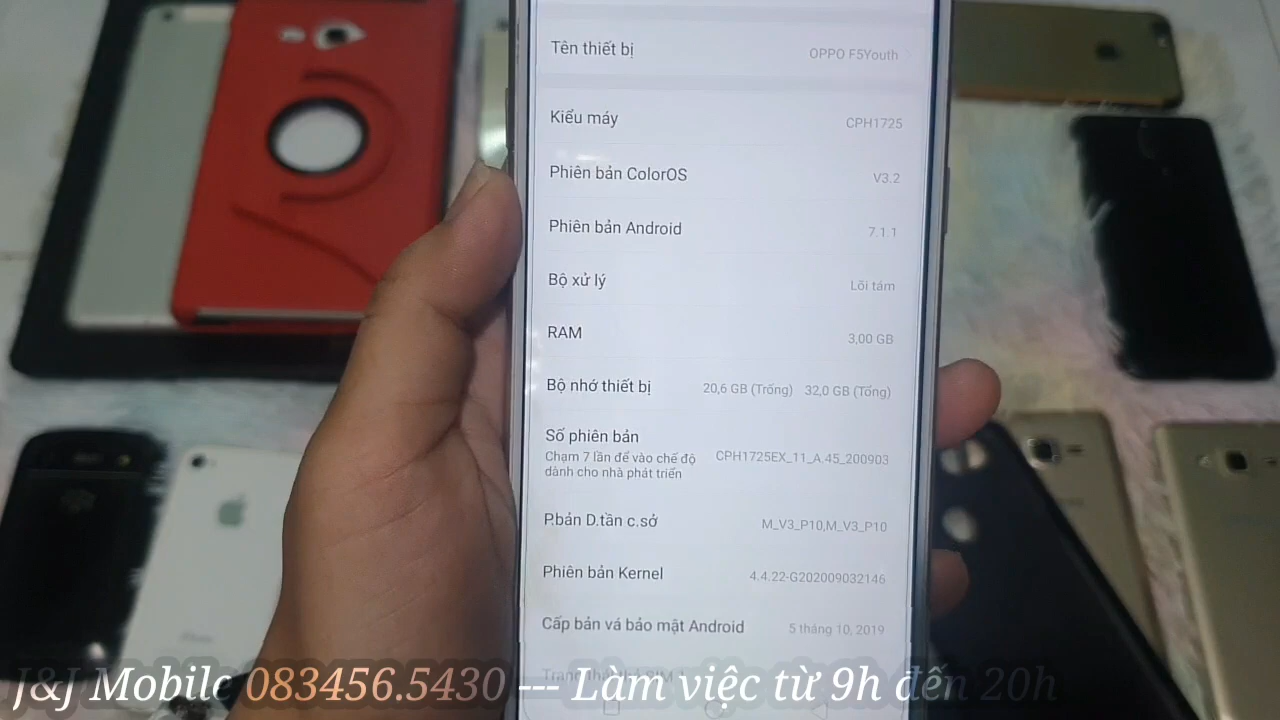 Tên thiết bị OPPO F5Youth
Kiểu máy CPH1725
Phiên bản ColorOS V3.2
Phiên bản Android 7.1.1
Bộ xử lý Lõi tám
RAM 3,00 GB
Bộ nhớ thiết bị 20,6 GB (Trống) 32,0 GB (Tổng)
Số phiên bản
Chạm 7 lần để vào chế độ CPH1725EX_11_A.45_200903
dành cho nhà phát triển
P.bản D.tần c.sở M_V3_P10,M_V3_P10
Phiên bản Kernel 4.4.22-G202009032146
Cấp bản vá bảo mật Android 5 tháng 10, 2019
J&J Mobile 083456.5430 --- Làm việc từ 9h đến 20h